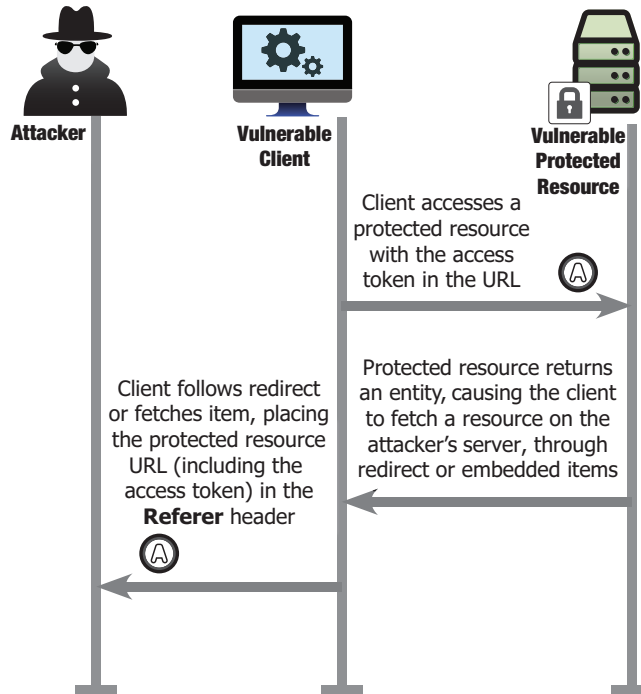 Attacker
Vulnerable
Client
Vulnerable
Protected
Resource
Client accesses a
protected resource
with the access
token in the URL
A
Protected resource returns
an entity, causing the client
to fetch a resource on the
attacker’s server, through
redirect or embedded items
Client follows redirect
or fetches item, placing
the protected resource
URL (including the
access token) in the
Referer header
A